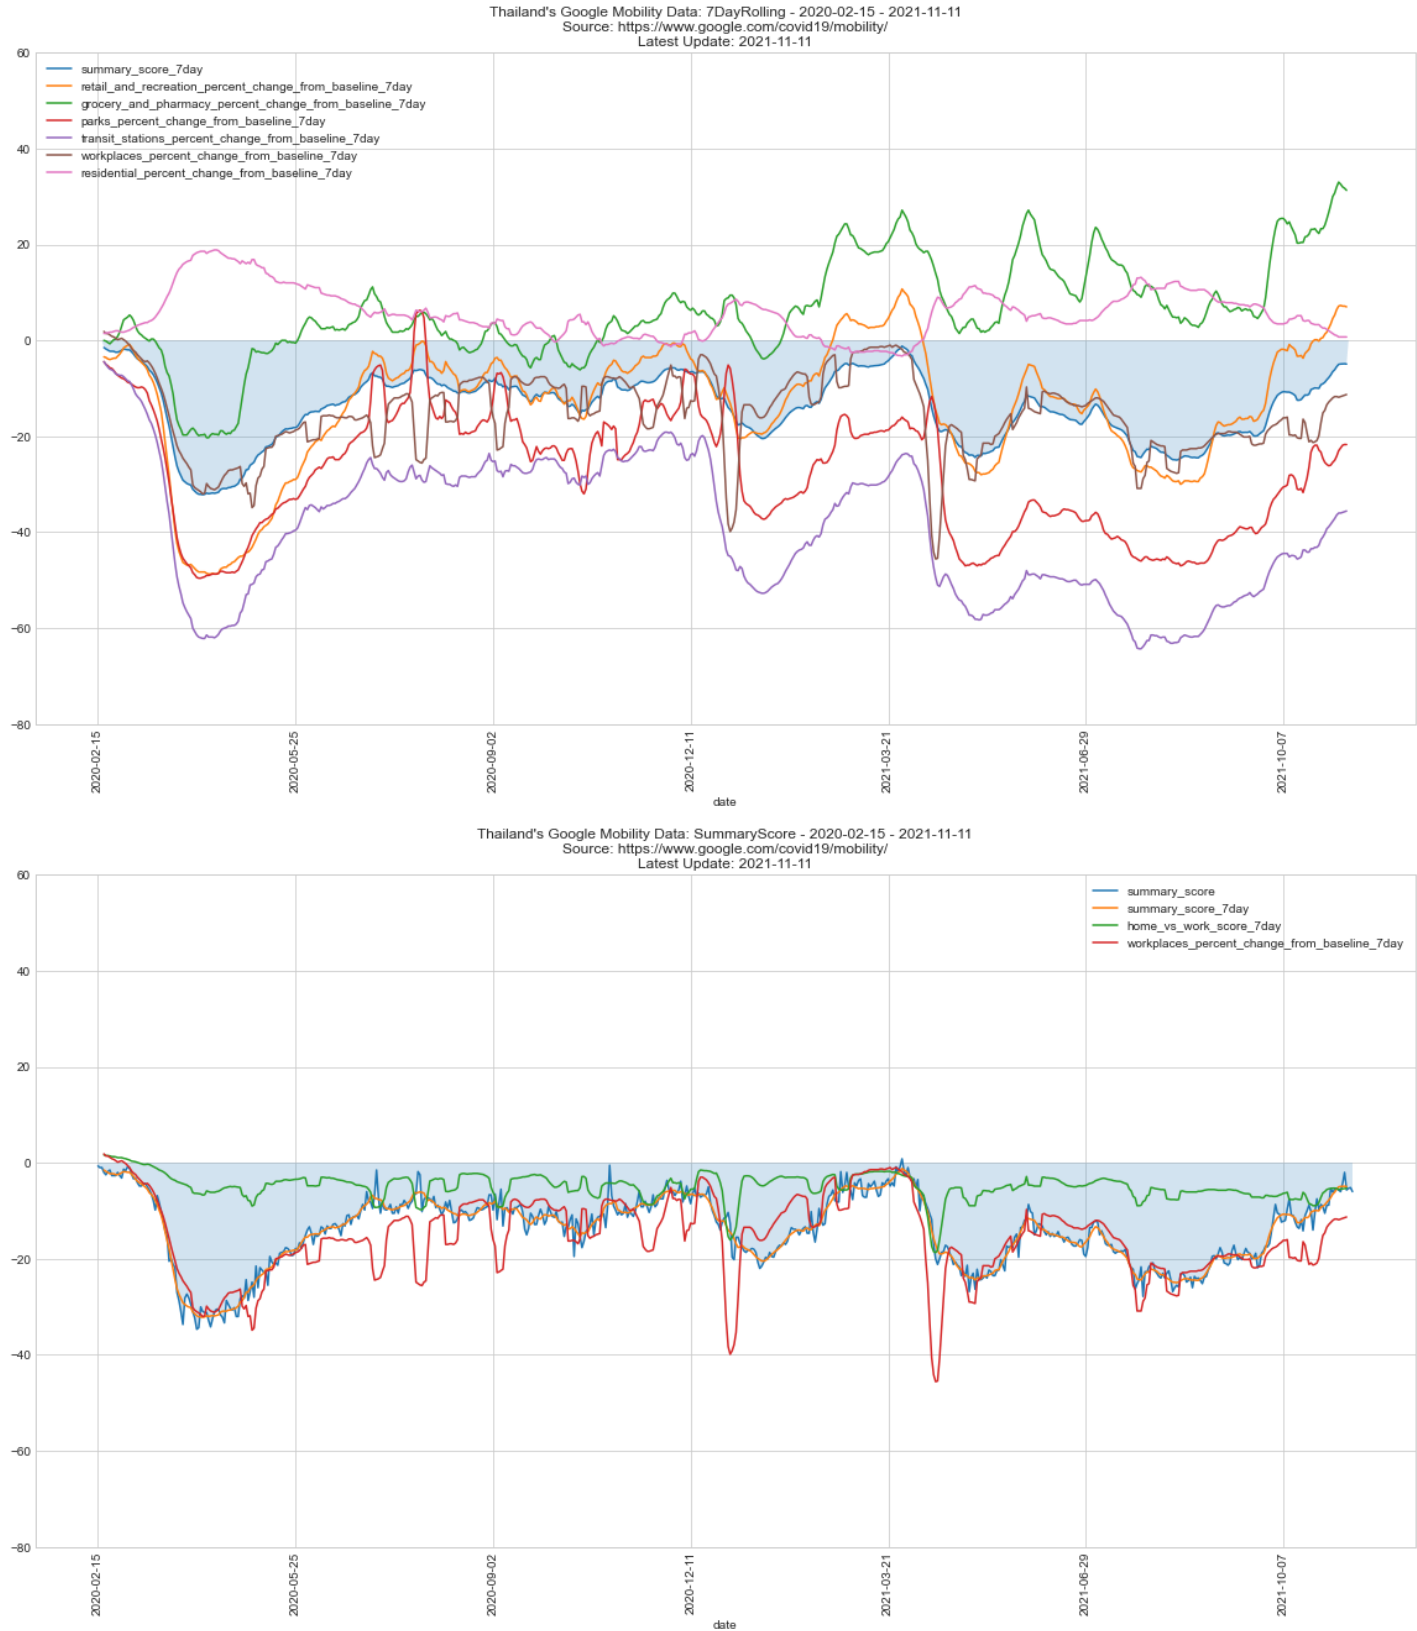 Thailand's Google Mobility Data: 7DayRolling - 2020-02-15 - 2021-11-11
Source: https://www.google.com/covid19/mobility/
Latest Update: 2021-11-11
60
40
20
0
−20
−40
−60
−80
summary_score_7day
retail_and_recreation_percent_change_from_baseline_7day
grocery_and_pharmacy_percent_change_from_baseline_7day
parks_percent_change_from_baseline_7day
transit_stations_percent_change_from_baseline_7day
workplaces_percent_change_from_baseline_7day
residential_percent_change_from_baseline_7day
2020-02-15
2020-05-25
2020-09-02
2020-12-11
2021-03-21
2021-06-29
2021-10-07
date
Thailand's Google Mobility Data: SummaryScore - 2020-02-15 - 2021-11-11
Source: https://www.google.com/covid19/mobility/
Latest Update: 2021-11-11
60
40
20
0
−20
−40
−60
−80
summary_score
summary_score_7day
home_vs_work_score_7day
workplaces_percent_change_from_baseline_7day
2020-02-15
2020-05-25
2020-09-02
2020-12-11
2021-03-21
2021-06-29
2021-10-07
date